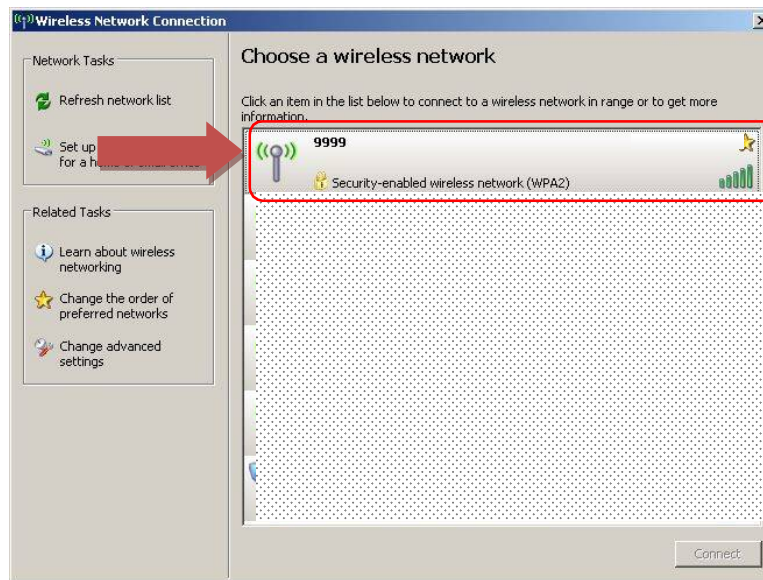 Wireless Network Connection
Network Tasks
Refresh network list
Set up
for a
Related Tasks
Learn about wireless
networking
Change the order of
preferred networks
Change advanced
settings
Choose a wireless network
Click an item in the list below to connect to a wireless network in range or to get more
information.
9999
Security-enabled wireless network (WPA2)
Connect